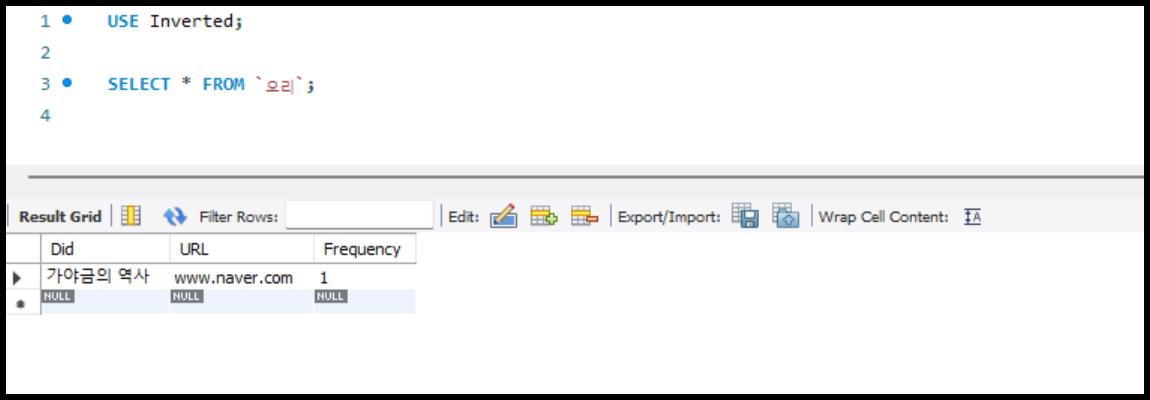 1 USE Inverted;
2
3 SELECT * FROM `오리`;
4
Result Grid Filter Rows: Edit: Export/Import: Wrap Cell Content:
Did URL Frequency
가야금의 역사 www.naver.com 1
NULL NULL NULL